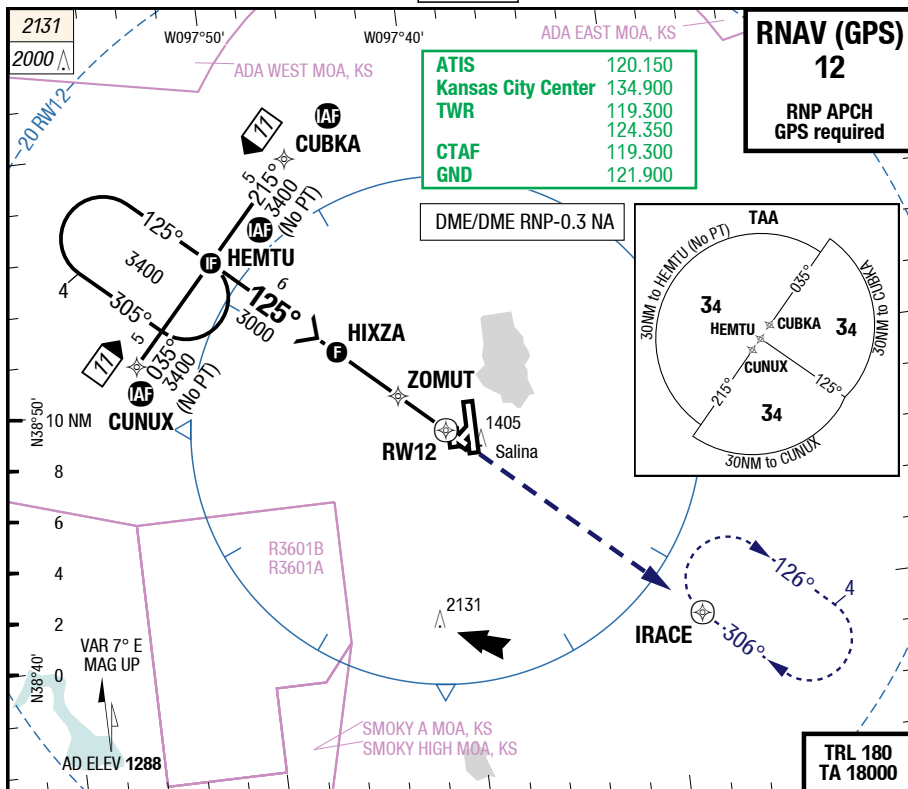 2131
2000
W097°50'
W097°40'
ADA EAST MOA, KS
ADA WEST MOA, KS
20 RW12
RNAV (GPS)
12
RNP APCH
GPS required
ATIS 120.150
Kansas City Center 134.900
TWR 119.300
124.350
CTAF 119.300
GND 121.900
DME/DME RNP-0.3 NA
11
IAF
CUBKA
5
215°
3400
(No PT)
125°
3400
305°
4
IF
IAF
HEMTU
6
125°
3000
11
5
035°
3400
(No PT)
IAF
CUNUX
F
HIXZA
ZOMUT
RW12
1405
Salina
TAA
30NM to HEMTU (No PT)
30NM to CUBKA
30NM to CUNUX
34
34
34
035°
HEMTU
CUBKA
CUNUX
215°
125°
N38°50'
10 NM
8
6
4
2
0
N38°40'
R3601B
R3601A
2131
IRACE
126°
4
306°
VAR 7° E
MAG UP
AD ELEV 1288
SMOKY A MOA, KS
SMOKY HIGH MOA, KS
TRL 180
TA 18000